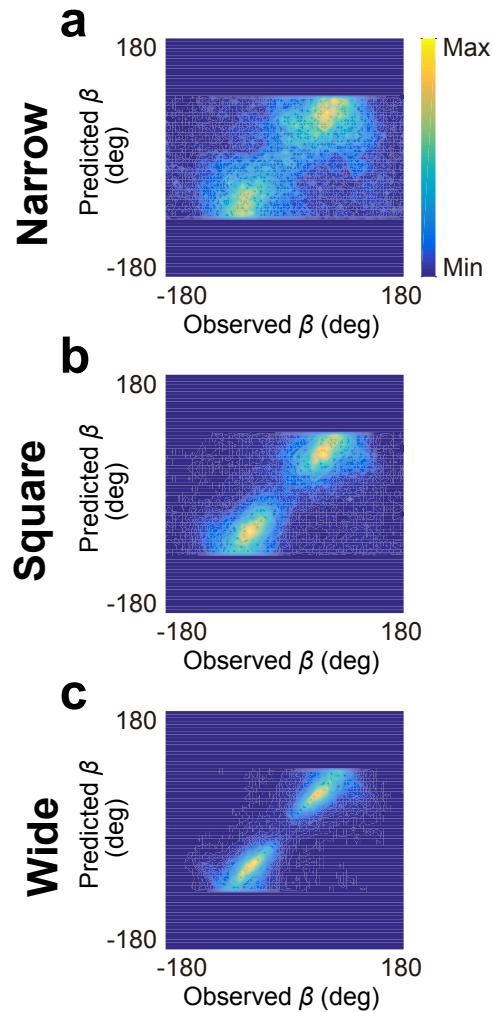 a
Narrow
180
Predicted β
(deg)
-180
-180
180
Observed β (deg)
Max
Min
b
Square
180
Predicted β
(deg)
-180
-180
180
Observed β (deg)
c
Wide
180
Predicted β
(deg)
-180
-180
180
Observed β (deg)